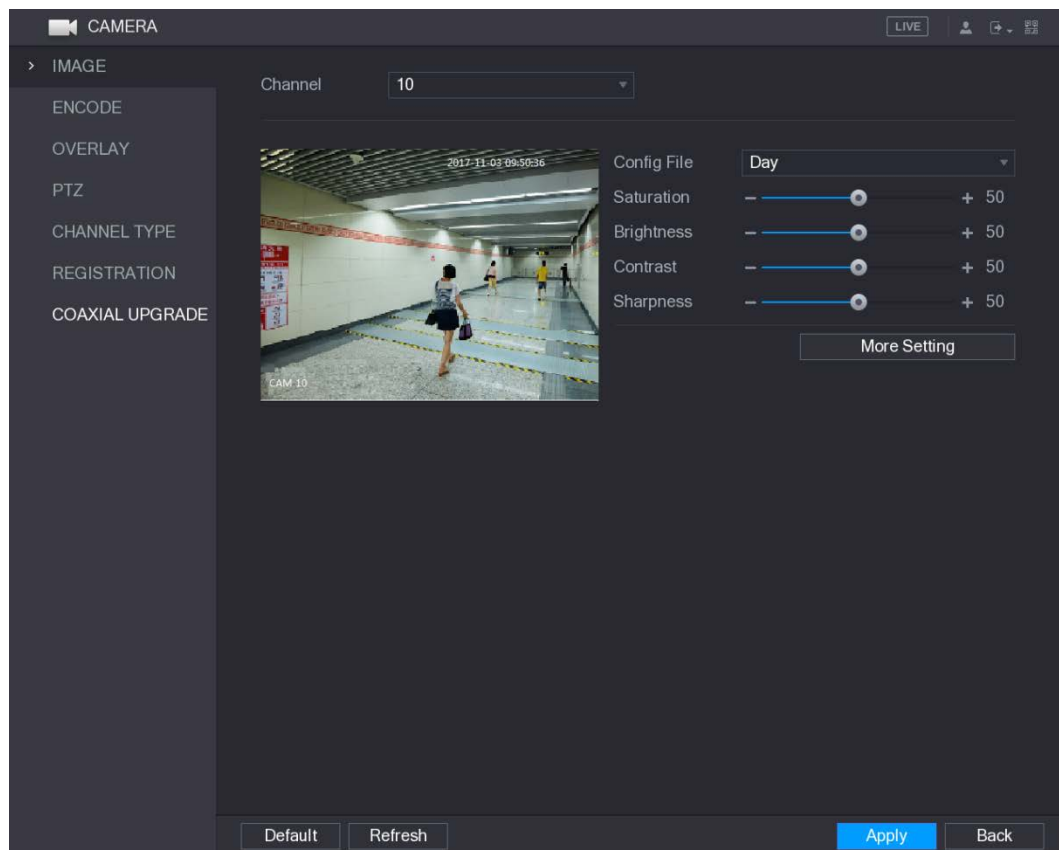 CAMERA
LIVE
IMAGE
ENCODE
OVERLAY
PTZ
CHANNEL TYPE
REGISTRATION
COAXIAL UPGRADE
Channel 10
2017-11-03 09:50:36
CAM 10
Config File Day
Saturation 50
Brightness 50
Contrast 50
Sharpness 50
More Setting
Default Refresh Apply Back